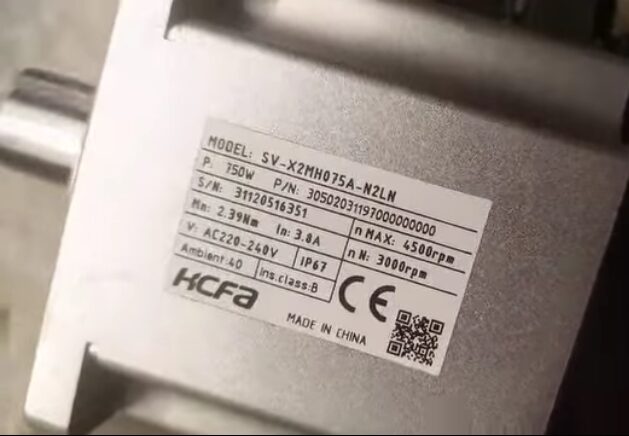 MODEL: SV-X2MH075A-N2LN
P: 750W P/N: 30502031197000000000
S/N: 31120516351
Mn: 2.39Nm In: 3.8A n MAX: 4500rpm
V: AC220-240V IP67 n N: 3000rpm
Ambient:40 Ins.class:B
HCFA CE
MADE IN CHINA